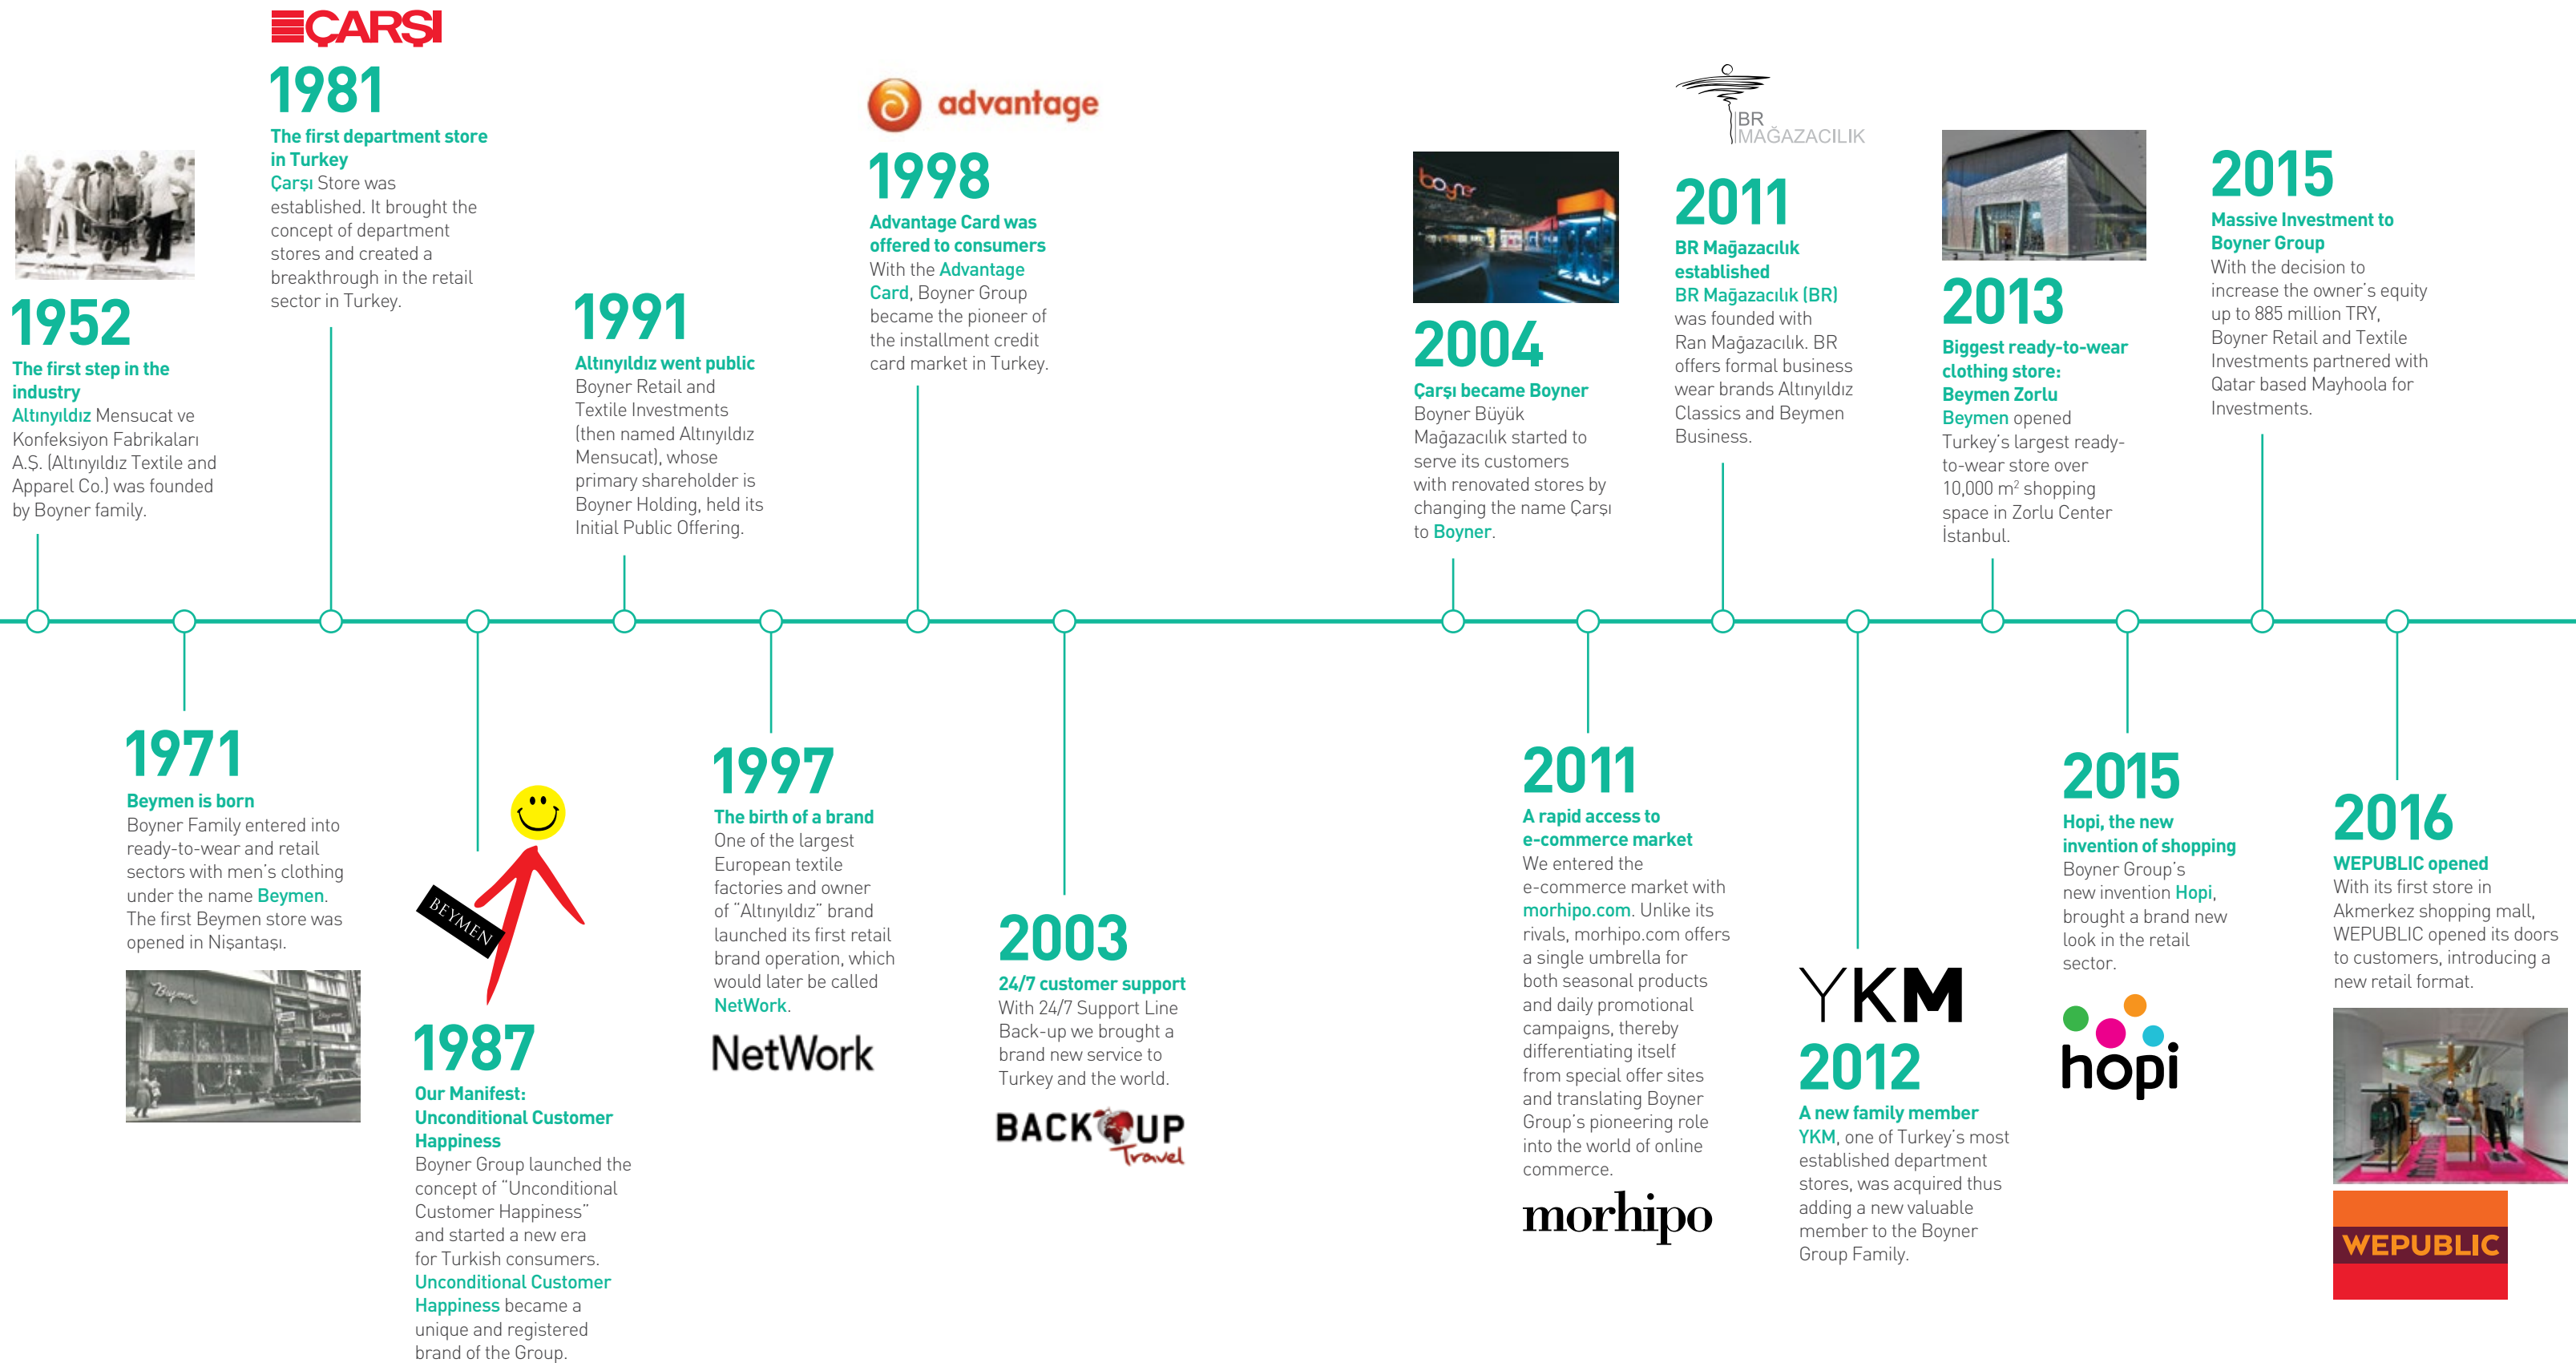 ÇARŞI
1981
The first department store
in Turkey
Çarşı Store was
established. It brought the
concept of department
stores and created a
breakthrough in the retail
sector in Turkey.
1952
The first step in the
industry
Altınyıldız Mensucat ve
Konfeksiyon Fabrikaları
A.Ş. (Altınyıldız Textile and
Apparel Co.) was founded
by Boyner family.
1991
Altınyıldız went public
Boyner Retail and
Textile Investments
(then named Altınyıldız
Mensucat), whose
primary shareholder is
Boyner Holding, held its
Initial Public Offering.
advantage
1998
Advantage Card was
offered to consumers
With the Advantage
Card, Boyner Group
became the pioneer of
the installment credit
card market in Turkey.
boyner
2004
Çarşı became Boyner
Boyner Büyük
Mağazacılık started to
serve its customers
with renovated stores by
changing the name Çarşı
to Boyner.
BR
MAĞAZACILIK
2011
BR Mağazacılık
established
BR Mağazacılık (BR)
was founded with
Ran Mağazacılık. BR
offers formal business
wear brands Altınyıldız
Classics and Beymen
Business.
2013
Biggest ready-to-wear
clothing store:
Beymen Zorlu
Beymen opened
Turkey's largest ready-
to-wear store over
10,000 m² shopping
space in Zorlu Center
İstanbul.
2015
Massive Investment to
Boyner Group
With the decision to
increase the owner's equity
up to 885 million TRY,
Boyner Retail and Textile
Investments partnered with
Qatar based Mayhoola for
Investments.
1971
Beymen is born
Boyner Family entered into
ready-to-wear and retail
sectors with men's clothing
under the name Beymen.
The first Beymen store was
opened in Nişantaşı.
Beymen
BEYMEN
1987
Our Manifest:
Unconditional Customer
Happiness
Boyner Group launched the
concept of "Unconditional
Customer Happiness"
and started a new era
for Turkish consumers.
Unconditional Customer
Happiness became a
unique and registered
brand of the Group.
1997
The birth of a brand
One of the largest
European textile
factories and owner
of "Altınyıldız" brand
launched its first retail
brand operation, which
would later be called
NetWork.
NetWork
2003
24/7 customer support
With 24/7 Support Line
Back-up we brought a
brand new service to
Turkey and the world.
BACK UP
Travel
2011
A rapid access to
e-commerce market
We entered the
e-commerce market with
morhipo.com. Unlike its
rivals, morhipo.com offers
a single umbrella for
both seasonal products
and daily promotional
campaigns, thereby
differentiating itself
from special offer sites
and translating Boyner
Group's pioneering role
into the world of online
commerce.
morhipo
YKM
2012
A new family member
YKM, one of Turkey's most
established department
stores, was acquired thus
adding a new valuable
member to the Boyner
Group Family.
2015
Hopi, the new
invention of shopping
Boyner Group's
new invention Hopi,
brought a brand new
look in the retail
sector.
hopi
2016
WEPUBLIC opened
With its first store in
Akmerkez shopping mall,
WEPUBLIC opened its doors
to customers, introducing a
new retail format.
WEPUBLIC